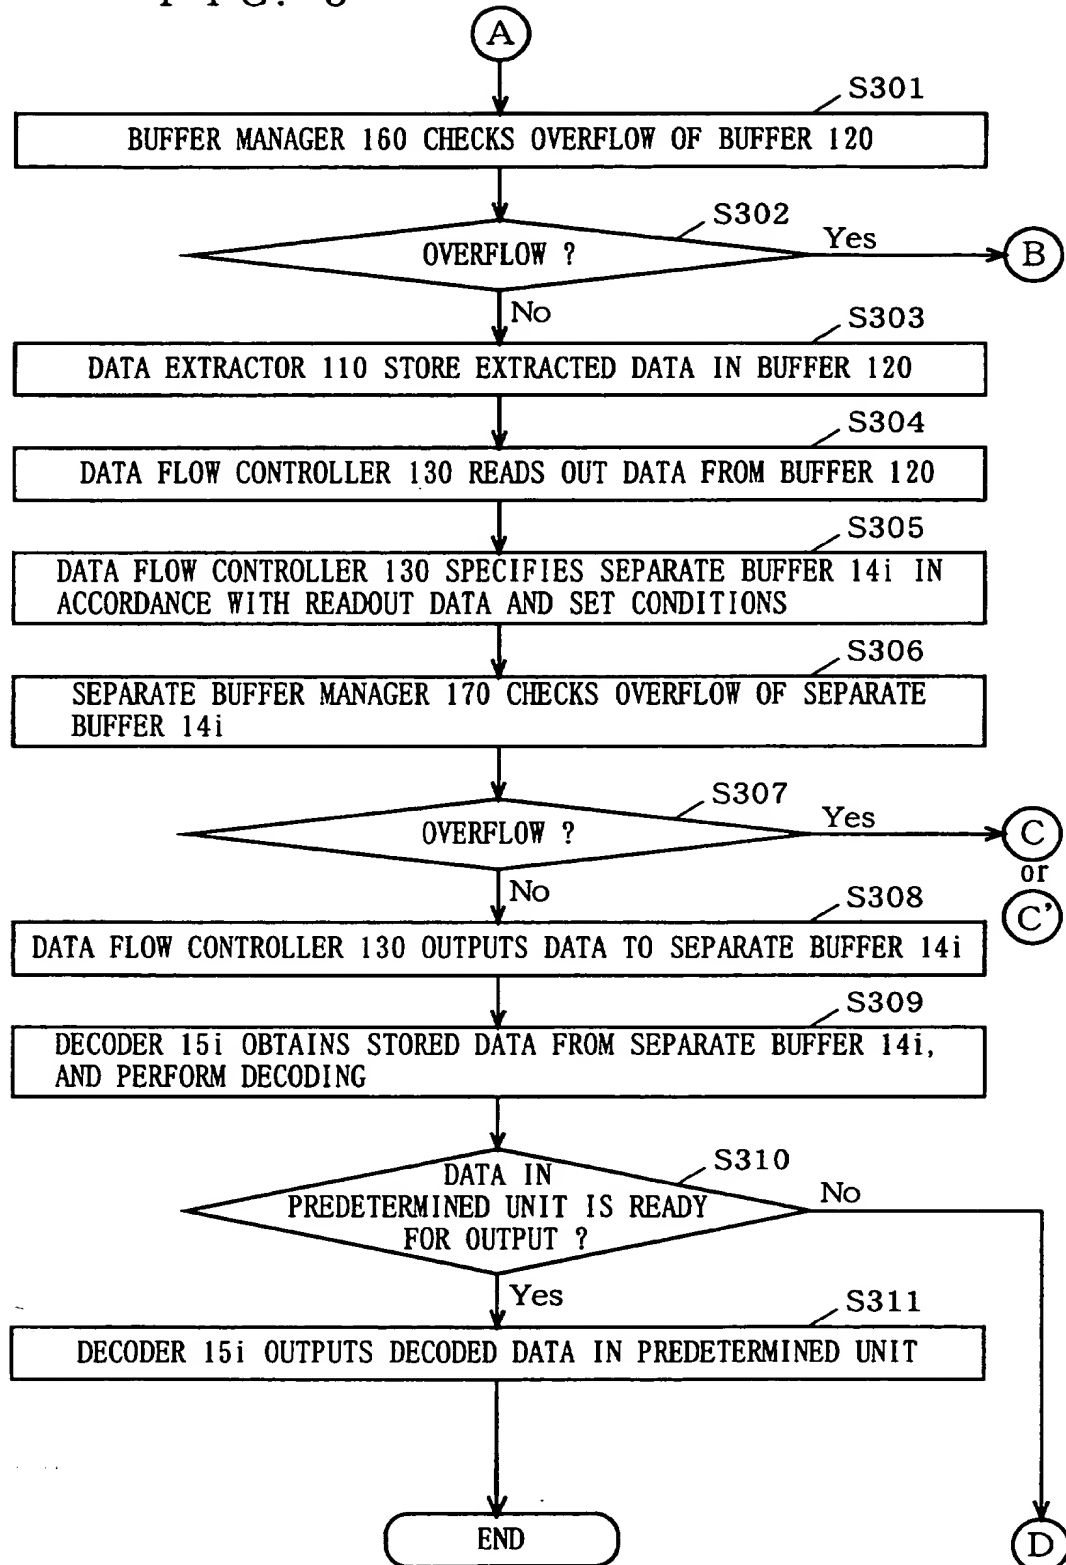 A
S301
BUFFER MANAGER 160 CHECKS OVERFLOW OF BUFFER 120
S302
OVERFLOW ?
Yes
B
No
S303
DATA EXTRACTOR 110 STORE EXTRACTED DATA IN BUFFER 120
S304
DATA FLOW CONTROLLER 130 READS OUT DATA FROM BUFFER 120
S305
DATA FLOW CONTROLLER 130 SPECIFIES SEPARATE BUFFER 14i IN
ACCORDANCE WITH READOUT DATA AND SET CONDITIONS
S306
SEPARATE BUFFER MANAGER 170 CHECKS OVERFLOW OF SEPARATE
BUFFER 14i
S307
OVERFLOW ?
Yes
C
or
C'
No
S308
DATA FLOW CONTROLLER 130 OUTPUTS DATA TO SEPARATE BUFFER 14i
S309
DECODER 15i OBTAINS STORED DATA FROM SEPARATE BUFFER 14i,
AND PERFORM DECODING
S310
DATA IN
PREDETERMINED UNIT IS READY
FOR OUTPUT ?
No
Yes
S311
DECODER 15i OUTPUTS DECODED DATA IN PREDETERMINED UNIT
END
D